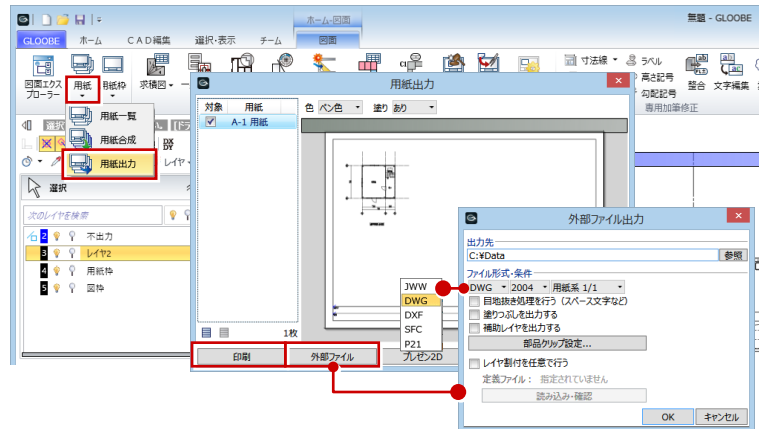 ホーム-図面
無題 - GLOOBE
GLOOBE ホーム CAD編集 選択・表示 チーム 図面
図面エクスプローラー 用紙 用紙枠 求積図
寸法線 ラベル
高さ記号
勾配記号
整合 文字編集
専用加筆修正
用紙一覧
用紙合成
用紙出力
選択
レイヤ
選択
次のレイヤを検索
2 不出力
3 レイヤ2
4 用紙枠
5 図枠
用紙出力
対象 用紙
A-1 用紙
色 ペン色 塗り あり
1枚
印刷 外部ファイル プレゼン2D
JWW
DWG
DXF
SFC
P21
外部ファイル出力
出力先
C:¥Data 参照
ファイル形式・条件
DWG 2004 用紙系 1/1
目地抜き処理を行う（スペース文字など）
塗りつぶしを出力する
補助レイヤを出力する
部品クリップ設定...
レイヤ割付を任意で行う
定義ファイル： 指定されていません
読み込み・確認
OK キャンセル